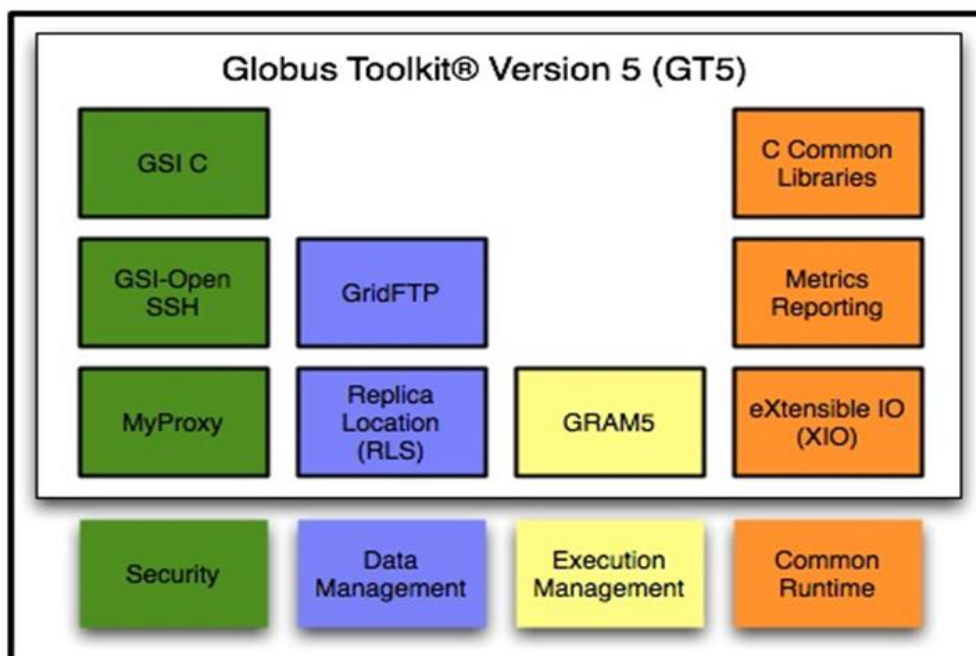 Globus Toolkit® Version 5 (GT5)
GSI C
C Common
Libraries
GSI-Open
SSH
GridFTP
Metrics
Reporting
MyProxy
Replica
Location
(RLS)
GRAM5
eXtensible IO
(XIO)
Security
Data
Management
Execution
Management
Common
Runtime